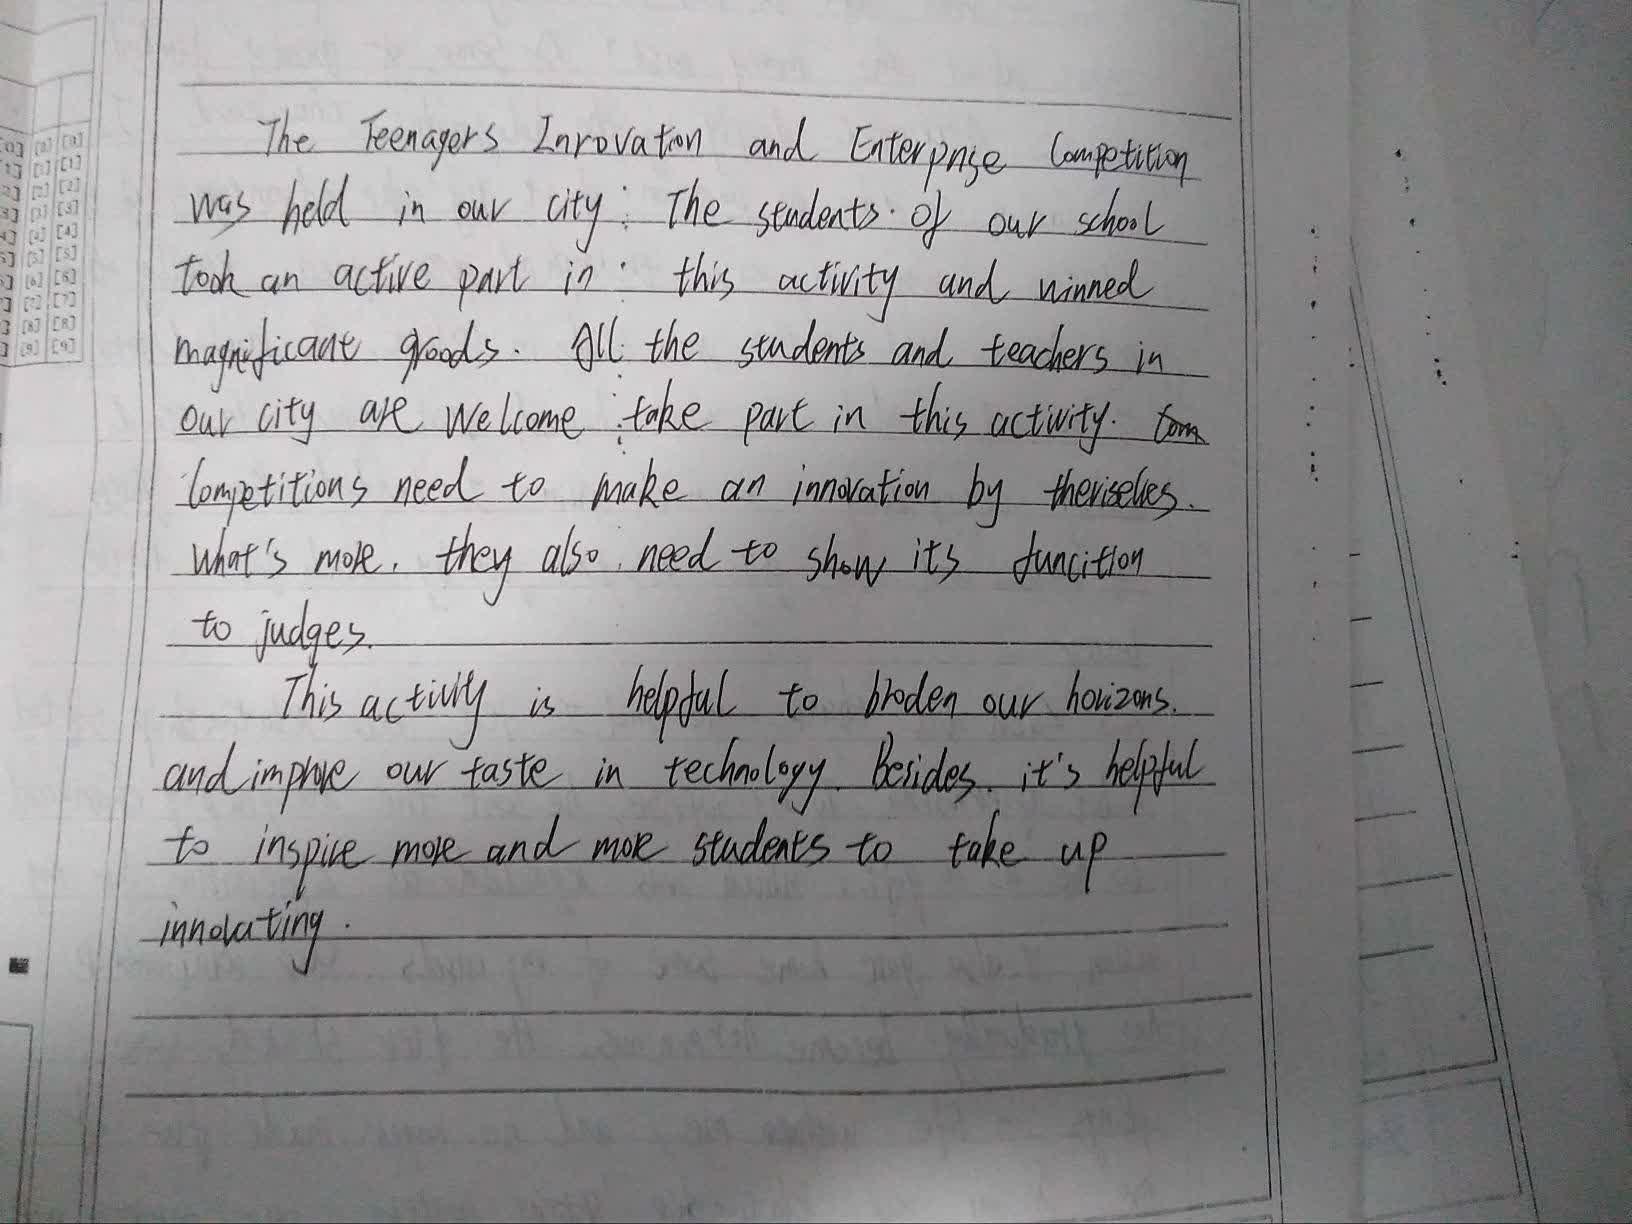 The Teenagers Inrovation and Enterprise Competition
was held in our city. The students of our school
took an active part in this activity and winned
magnificant goods. All the students and teachers in
our city are welcome take part in this activity.
Competitions need to make an innovation by theriselves.
What's more, they also need to show its funcition
to judges.
This activity is helpful to broden our horizons.
and improve our taste in technology. Besides, it's helpful
to inspire more and more students to take up
innovating.